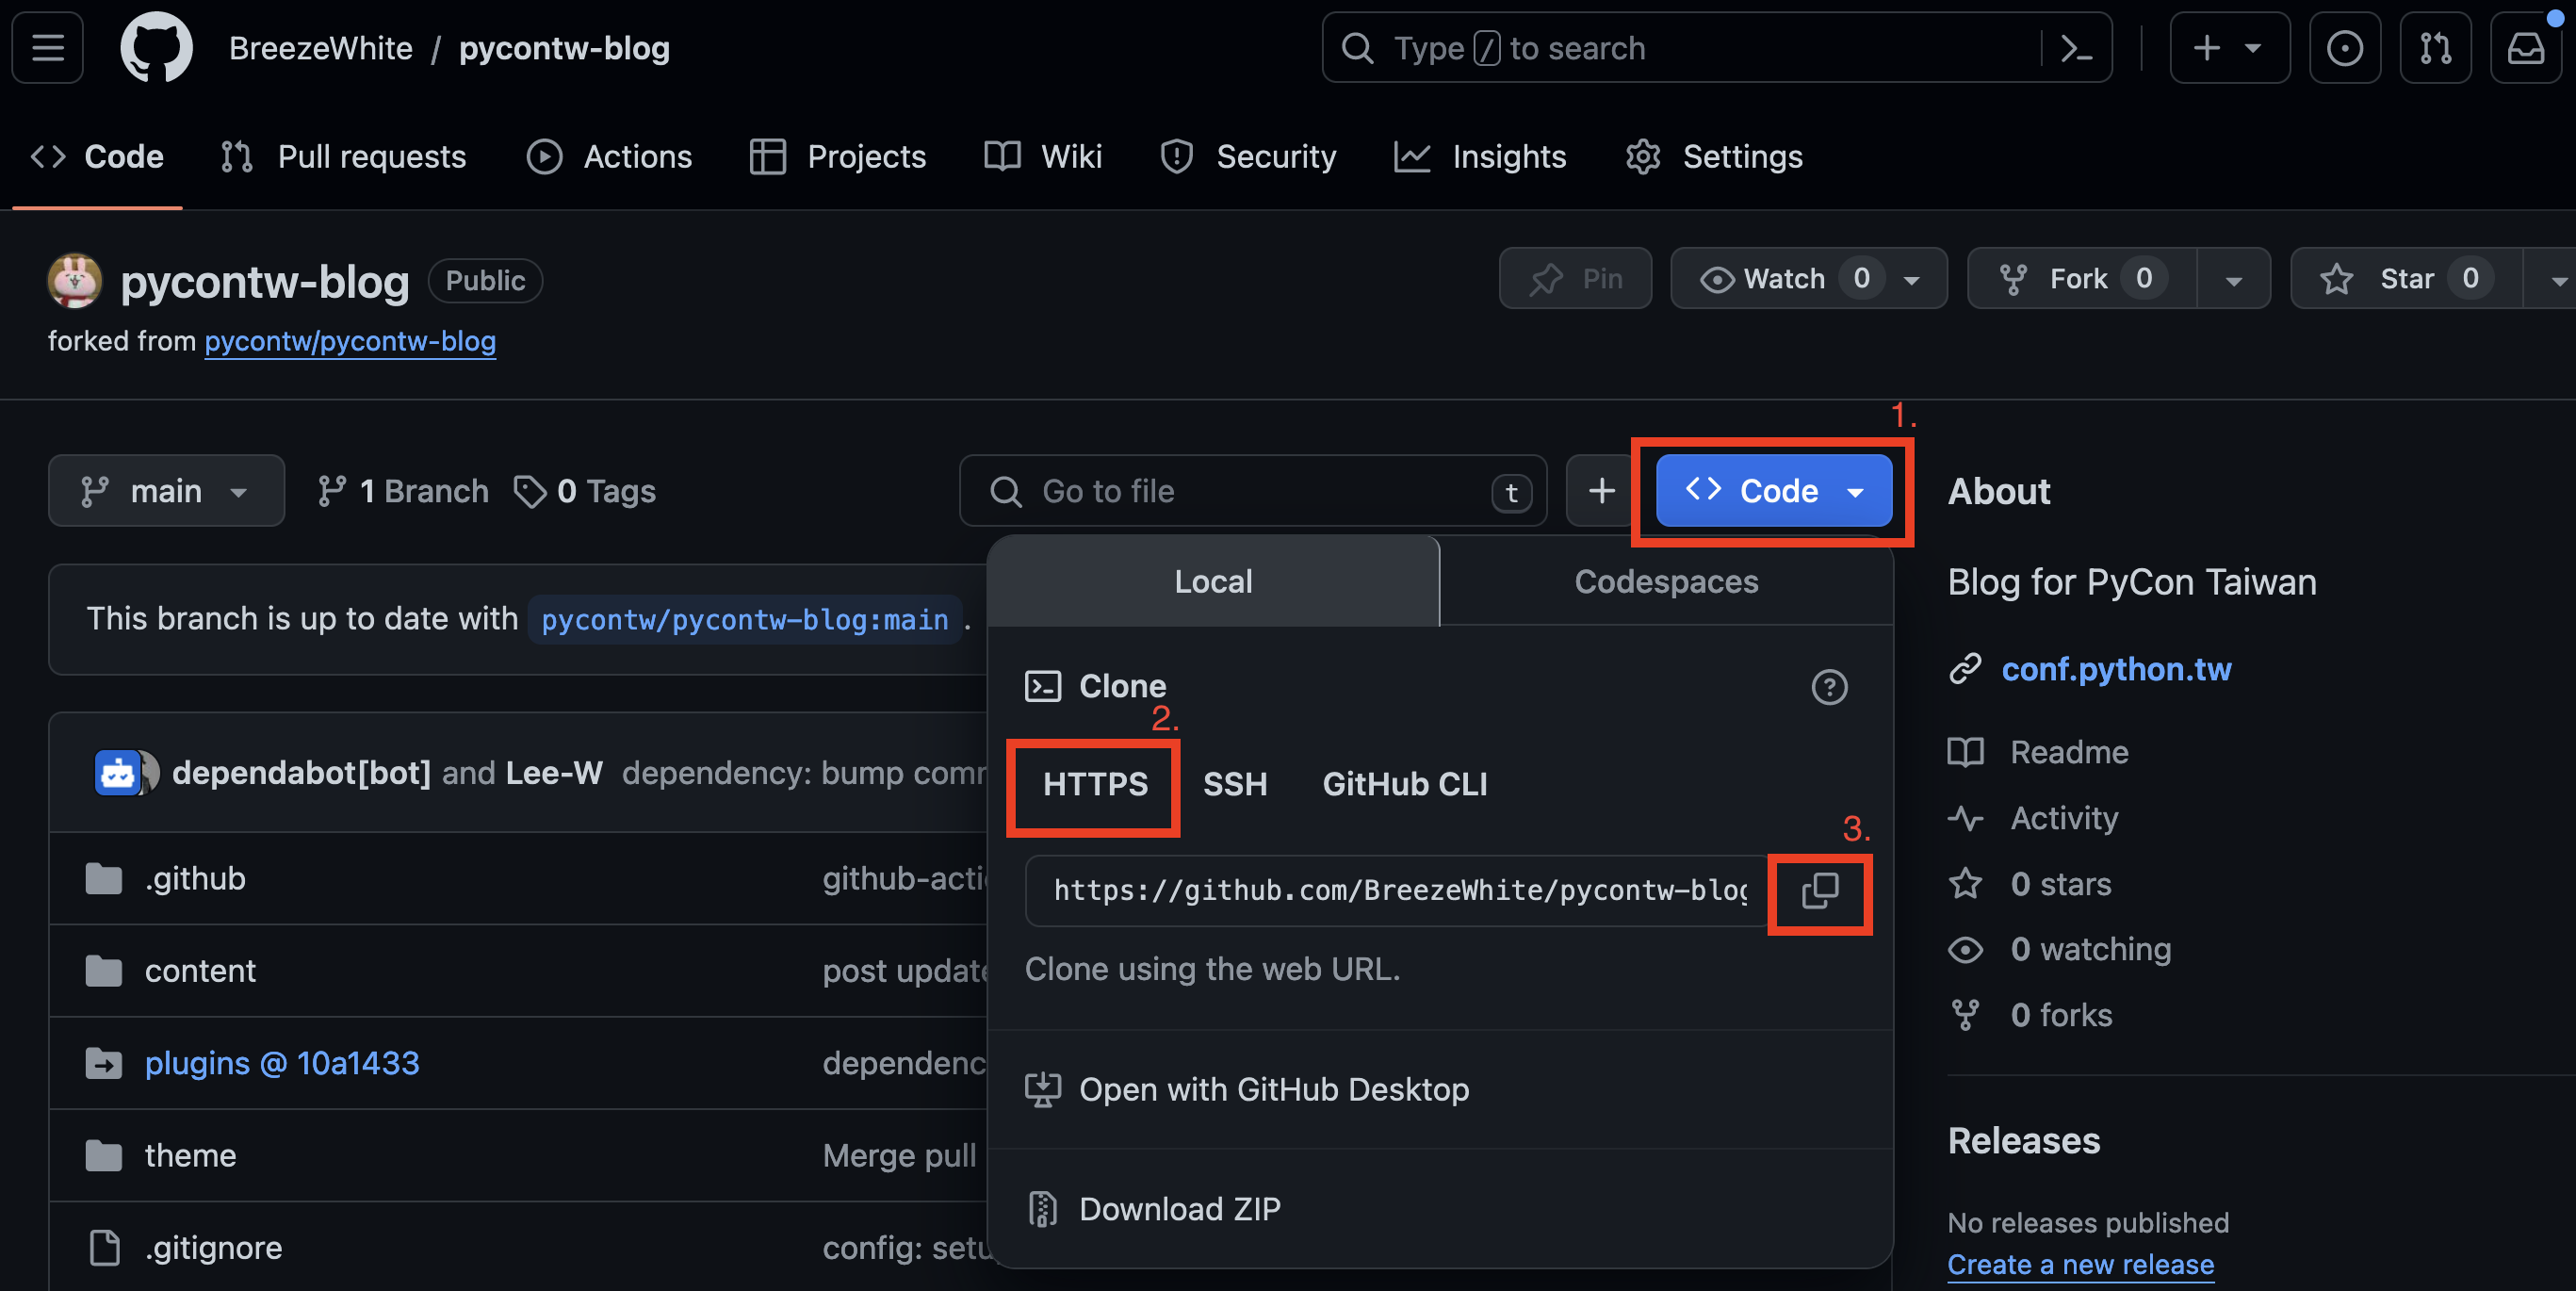 BreezeWhite / pycontw-blog
Type / to search
Code
Pull requests
Actions
Projects
Wiki
Security
Insights
Settings
pycontw-blog
Public
Pin
Watch 0
Fork 0
Star 0
forked from pycontw/pycontw-blog
1.
main
1 Branch
0 Tags
Go to file
t
Code
This branch is up to date with pycontw/pycontw-blog:main .
dependabot[bot] and Lee-W dependency: bump
.github
content
post
plugins @ 10a1433
theme
Merge pull
.gitignore
config:
Local
Codespaces
Clone
2.
HTTPS
SSH
GitHub CLI
3.
https://github.com/BreezeWhite/pycontw-blog
Clone using the web URL.
Open with GitHub Desktop
Download ZIP
About
Blog for PyCon Taiwan
conf.python.tw
Readme
Activity
0 stars
0 watching
0 forks
Releases
No releases published
Create a new release